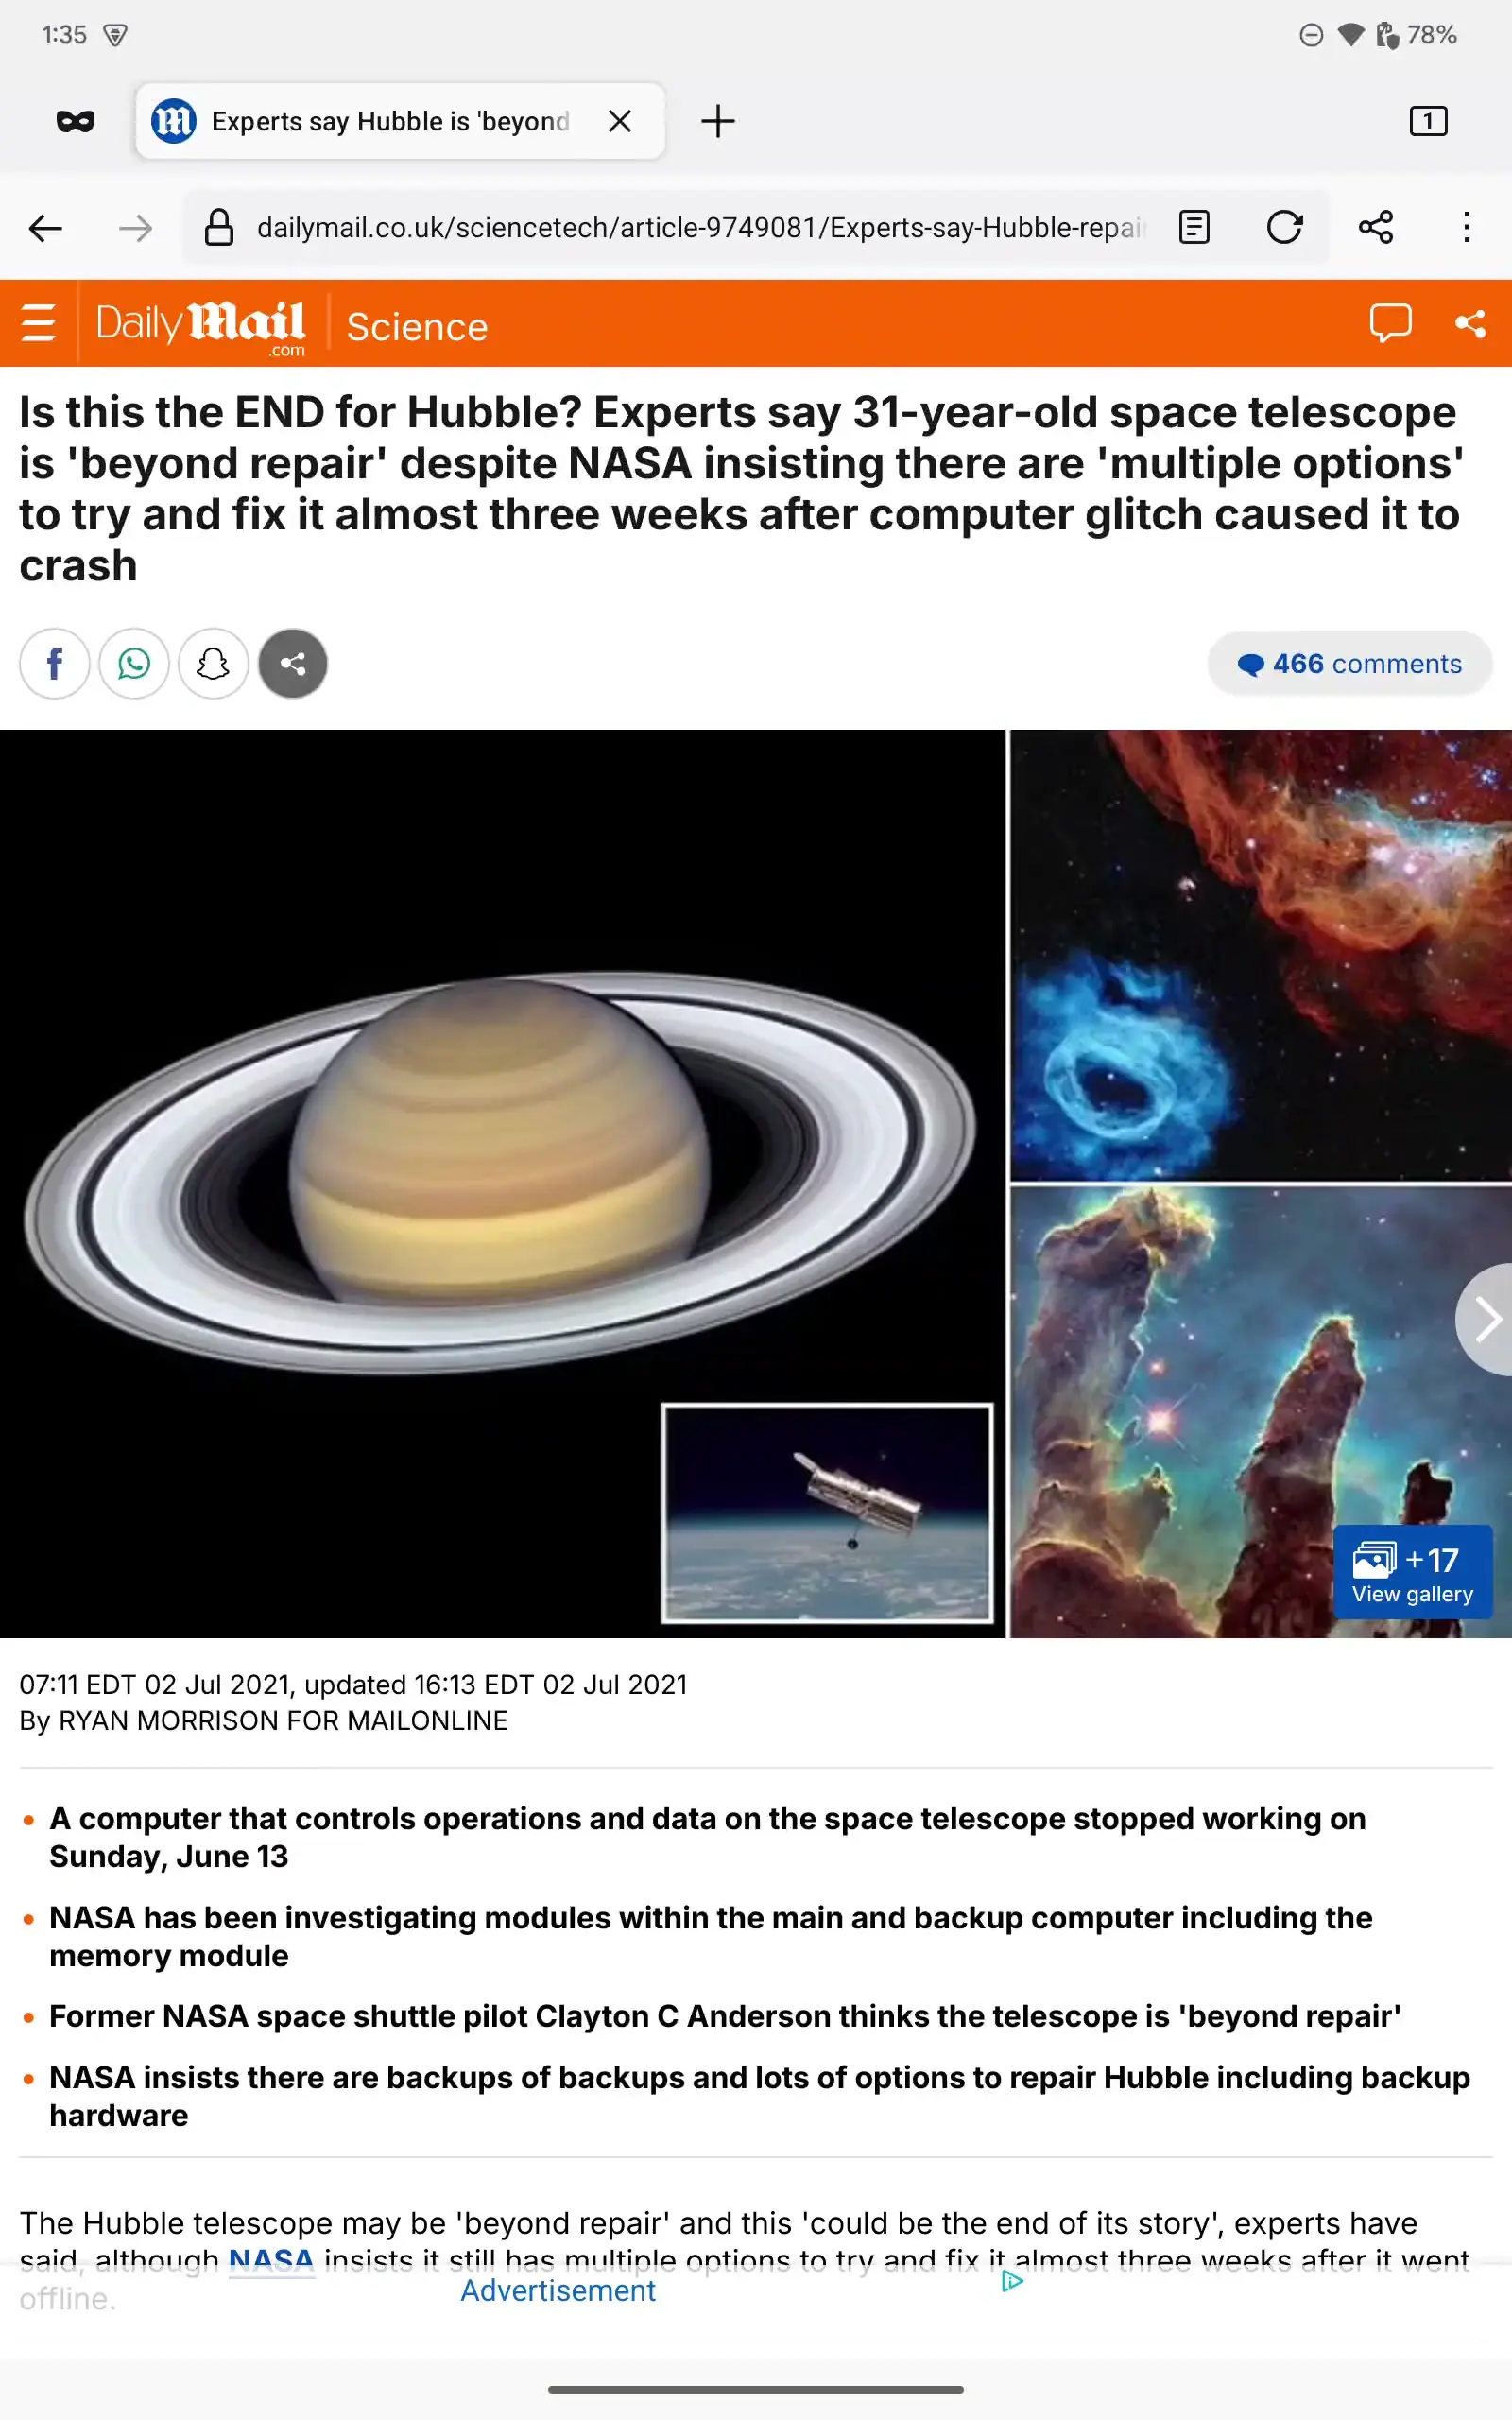 1:35
78%
Experts say Hubble is 'beyond
1
dailymail.co.uk/sciencetech/article-9749081/Experts-say-Hubble-repai
Daily Mail .com Science
Is this the END for Hubble? Experts say 31-year-old space telescope
is 'beyond repair' despite NASA insisting there are 'multiple options'
to try and fix it almost three weeks after computer glitch caused it to
crash
466 comments
+17
View gallery
07:11 EDT 02 Jul 2021, updated 16:13 EDT 02 Jul 2021
By RYAN MORRISON FOR MAILONLINE
• A computer that controls operations and data on the space telescope stopped working on
Sunday, June 13
• NASA has been investigating modules within the main and backup computer including the
memory module
• Former NASA space shuttle pilot Clayton C Anderson thinks the telescope is 'beyond repair'
• NASA insists there are backups of backups and lots of options to repair Hubble including backup
hardware
The Hubble telescope may be 'beyond repair' and this 'could be the end of its story', experts have
said, although NASA insists it still has multiple options to try and fix it almost three weeks after it went
offline.
Advertisement